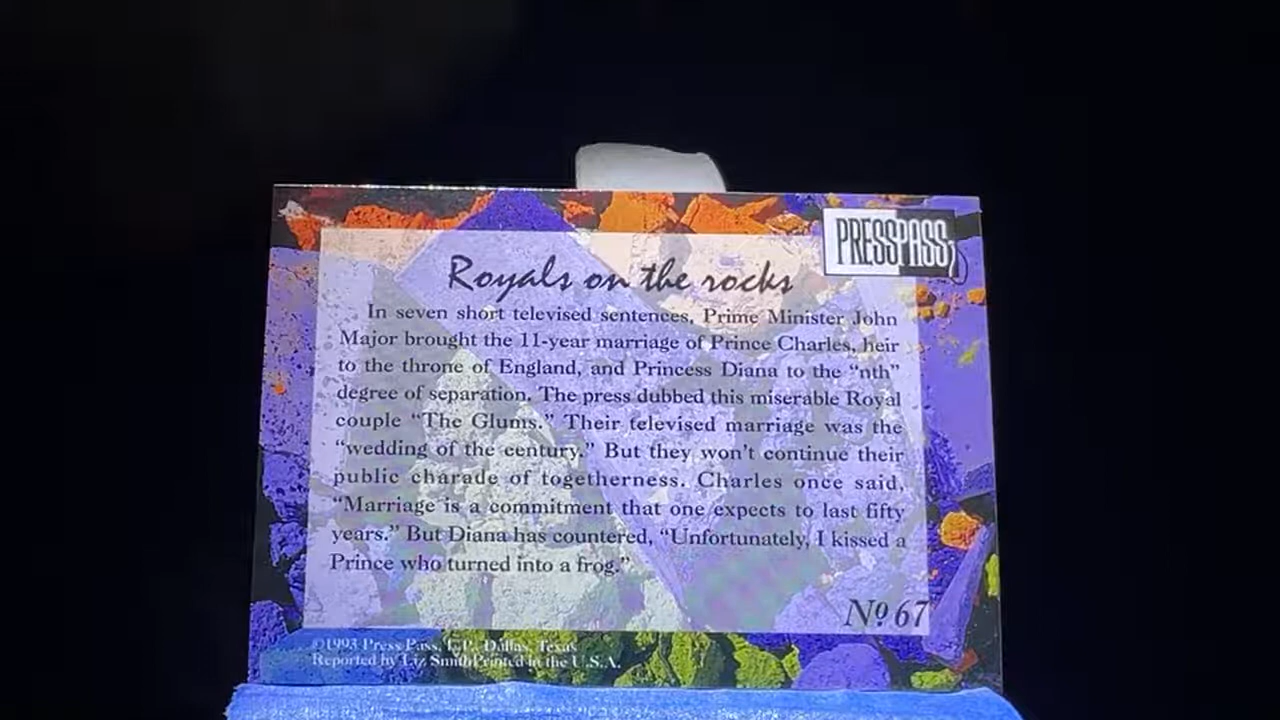 PRESSPASS
Royals on the rocks
In seven short televised sentences, Prime Minister John
Major brought the 11-year marriage of Prince Charles, heir
to the throne of England, and Princess Diana to the “nth”
degree of separation. The press dubbed this miserable Royal
couple “The Glums.” Their televised marriage was the
“wedding of the century.” But they won’t continue their
public charade of togetherness. Charles once said,
“Marriage is a commitment that one expects to last fifty
years.” But Diana has countered, “Unfortunately, I kissed a
Prince who turned into a frog.”
Nº 67
©1993 Press Pass, L.P., Dallas, Texas
Reported by Liz Smith Printed in the U.S.A.